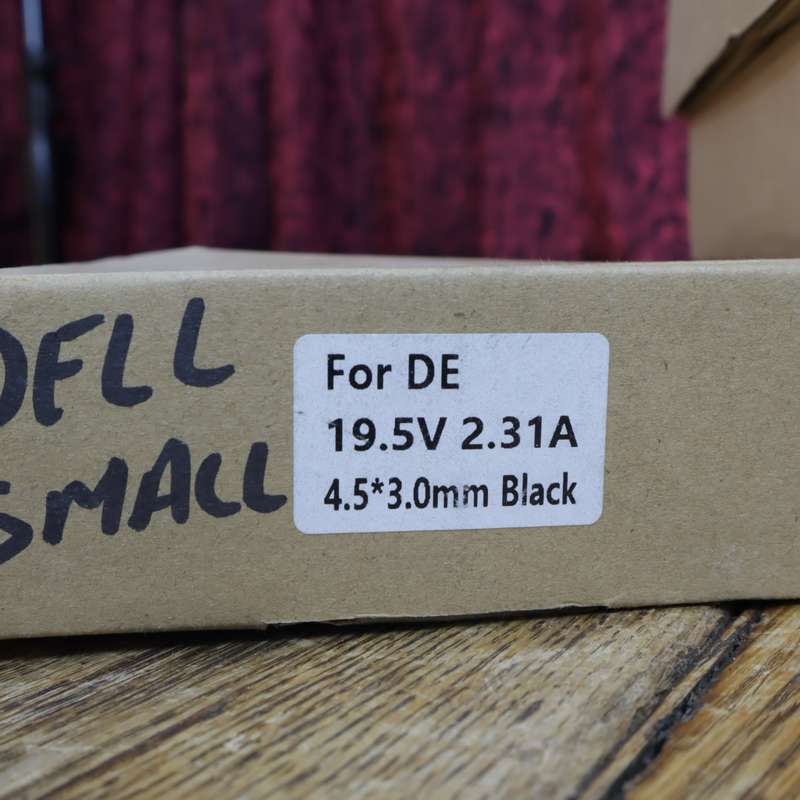 DELL
SMALL
For DE
19.5V 2.31A
4.5*3.0mm Black